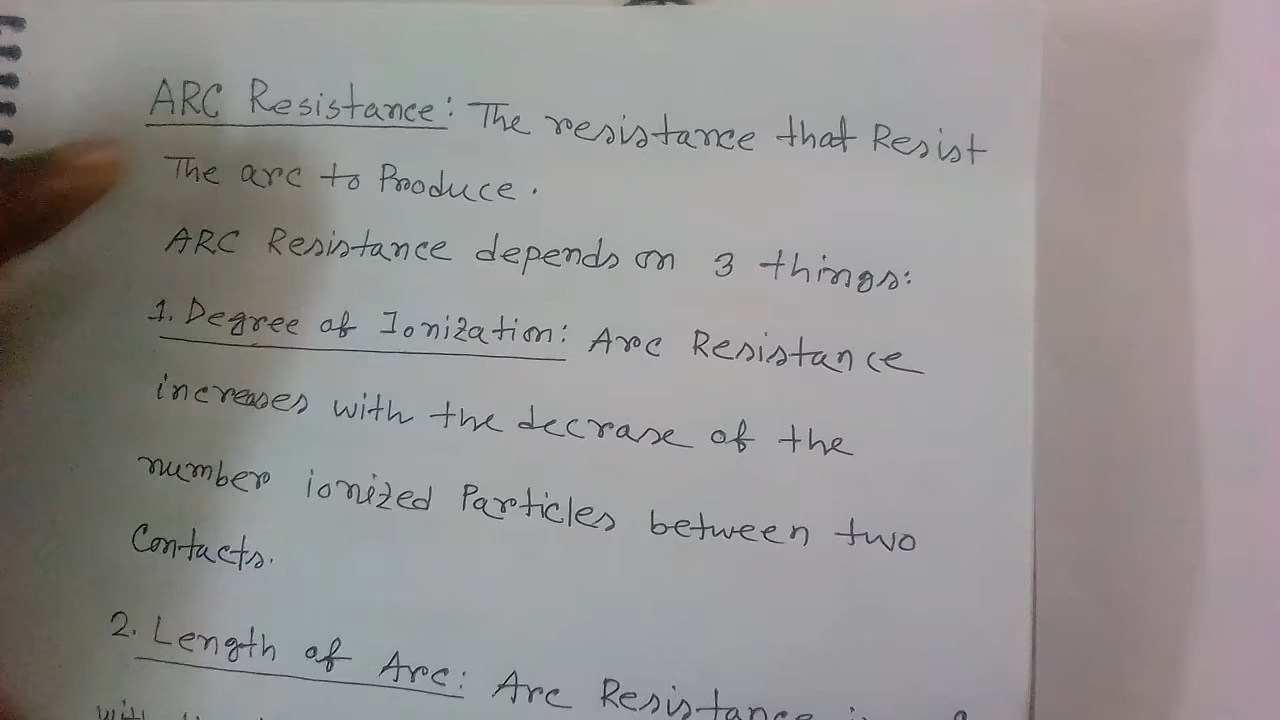 ARC Resistance: The resistance that Resist
The arc to Produce.
ARC Resistance depends on 3 things:
1. Degree of Ionization: Arc Resistance
increases with the decrase of the
number ionized Particles between two
Contacts.
2. Length of Arc: Arc Resistance
with